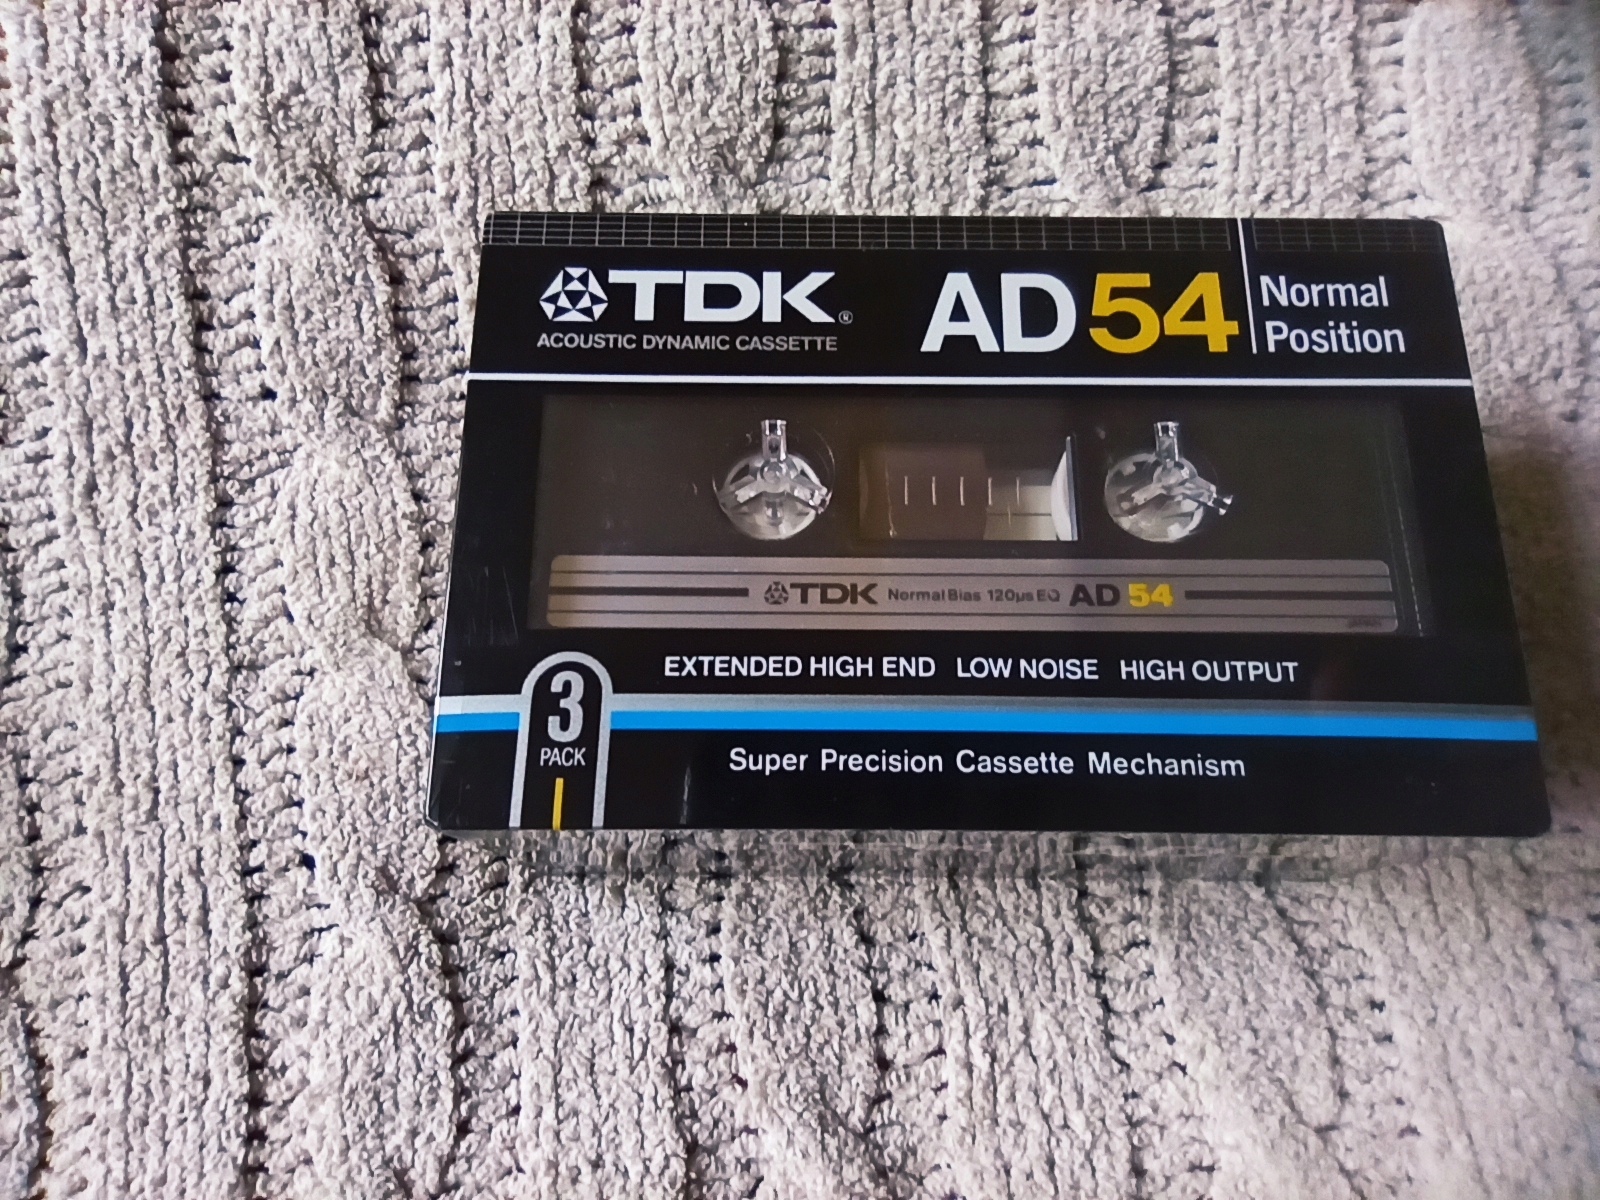 TDK®
ACOUSTIC DYNAMIC CASSETTE
AD 54
Normal
Position
TDK Normal Bias 120μs EQ AD 54
JAPAN
EXTENDED HIGH END LOW NOISE HIGH OUTPUT
3
PACK
Super Precision Cassette Mechanism